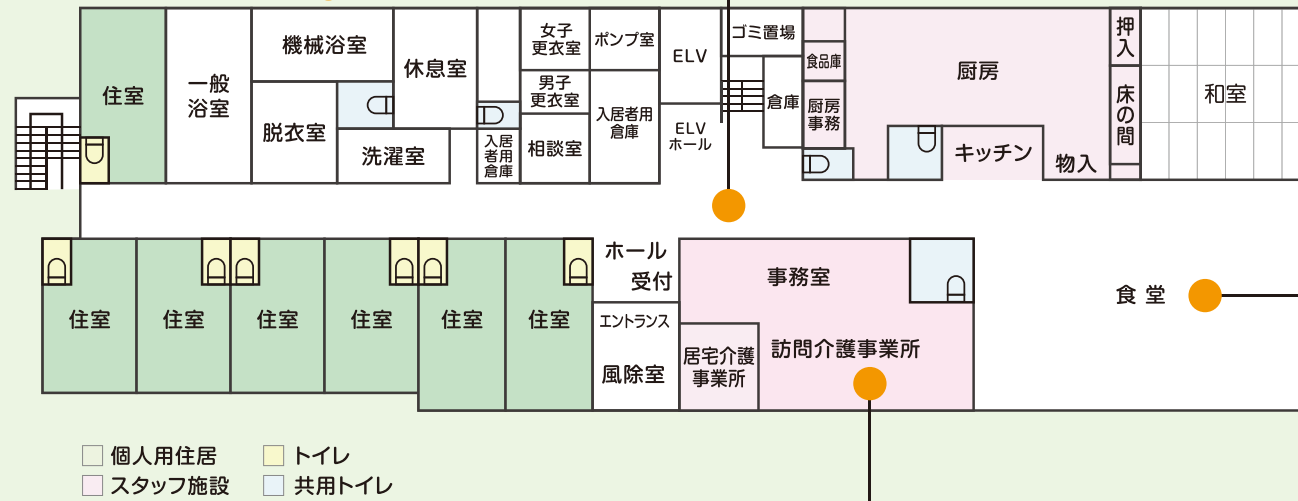 住室
一般
浴室
機械浴室
脱衣室
洗濯室
休息室
入居
者用
倉庫
女子
更衣室
男子
更衣室
相談室
ポンプ室
入居者用
倉庫
ELV
ELV
ホール
ゴミ置場
倉庫
食品庫
厨房
事務
厨房
キッチン
物入
押
入
床
の
間
和室
住室
住室
住室
住室
住室
住室
ホール
受付
エントランス
風除室
事務室
居宅介護
事業所
訪問介護事業所
食堂
個人用住居
トイレ
スタッフ施設
共用トイレ